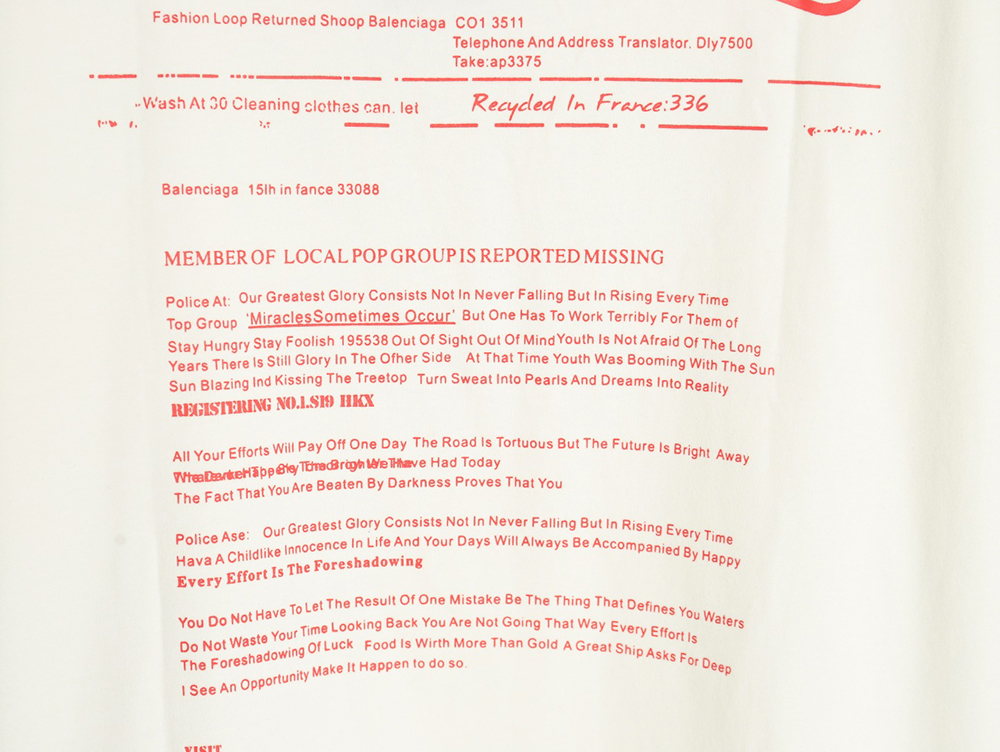 Fashion Loop Returned Shoop Balenciaga CO1 3511
Telephone And Address Translator. Dly7500
Take:ap3375
Wash At 30 Cleaning clothes can. let
Recycled In France:336
Balenciaga 15lh in fance 33088
MEMBER OF LOCAL POP GROUP IS REPORTED MISSING
Police At: Our Greatest Glory Consists Not In Never Falling But In Rising Every Time
Top Group 'MiraclesSometimes Occur' But One Has To Work Terribly For Them of
Stay Hungry Stay Foolish 195538 Out Of Sight Out Of Mind Youth Is Not Afraid Of The Long
Years There Is Still Glory In The Ofher Side At That Time Youth Was Booming With The Sun
Sun Blazing Ind Kissing The Treetop Turn Sweat Into Pearls And Dreams Into Reality
REGISTERING NO.1.S19 HKX
All Your Efforts Will Pay Off One Day The Road Is Tortuous But The Future Is Bright Away
Have Had Today
The Fact That You Are Beaten By Darkness Proves That You
Police Ase: Our Greatest Glory Consists Not In Never Falling But In Rising Every Time
Hava A Childlike Innocence In Life And Your Days Will Always Be Accompanied By Happy
Every Effort Is The Foreshadowing
You Do Not Have To Let The Result Of One Mistake Be The Thing That Defines You Waters
Do Not Waste Your Time Looking Back You Are Not Going That Way Every Effort Is
The Foreshadowing Of Luck Food Is Wirth More Than Gold A Great Ship Asks For Deep
I See An Opportunity Make It Happen to do so.
VISIT